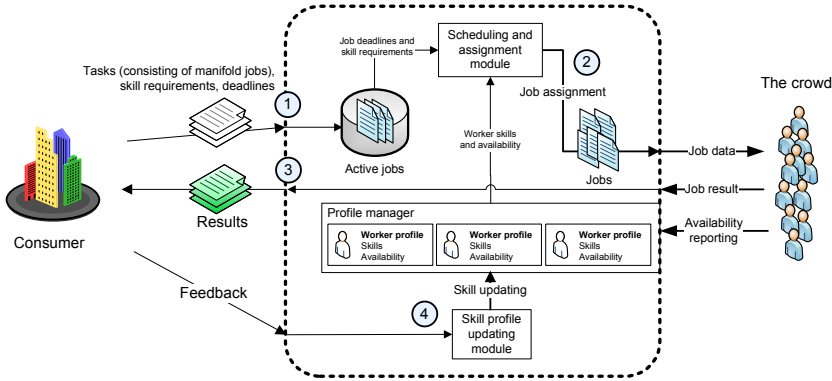 Tasks (consisting of manifold jobs),
skill requirements, deadlines
1
Job deadlines and
skill requirements
Scheduling and
assignment
module
2
Job assignment
The crowd
Active jobs
Worker skills
and availability
Jobs
Job data
3
Job result
Consumer
Results
Profile manager
Worker profile
Skills
Availability
Worker profile
Skills
Availability
Worker profile
Skills
Availability
Availability
reporting
Feedback
Skill updating
4
Skill profile
updating
module